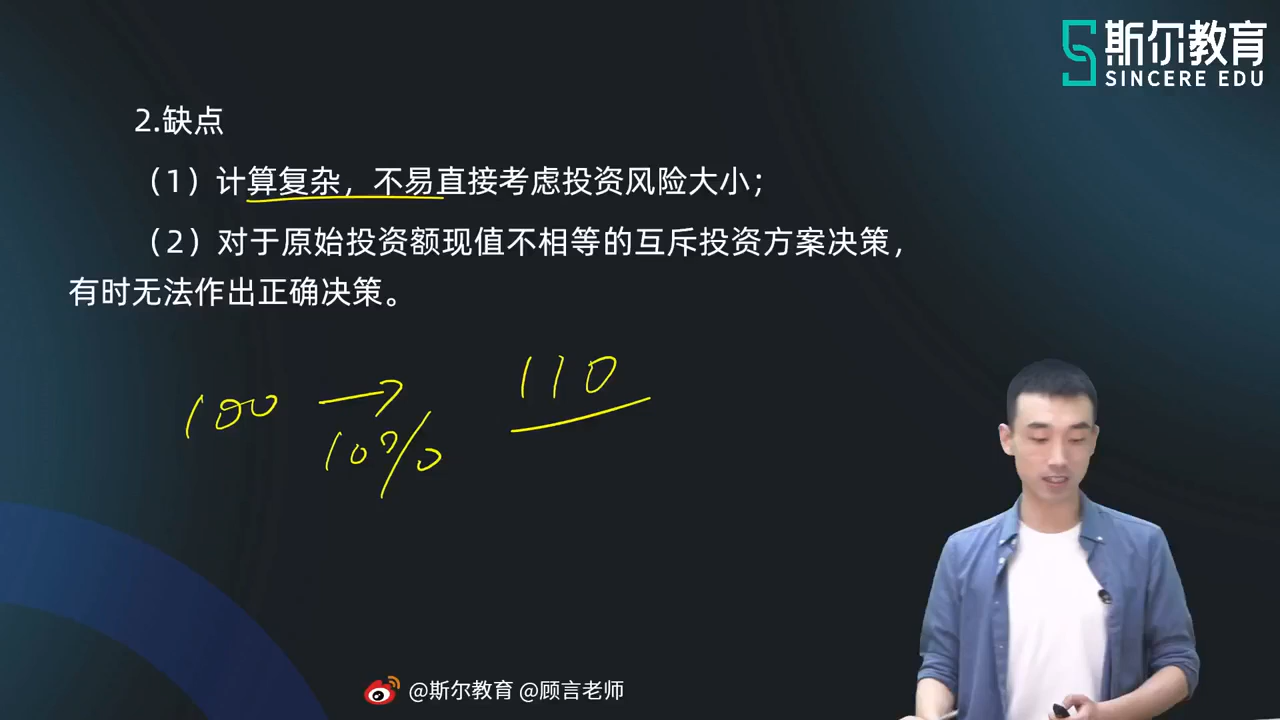 斯尔教育
SINCERE EDU
2.缺点
（1）计算复杂，不易直接考虑投资风险大小；
（2）对于原始投资额现值不相等的互斥投资方案决策，
有时无法作出正确决策。
100 → 110
10%
@斯尔教育 @顾言老师